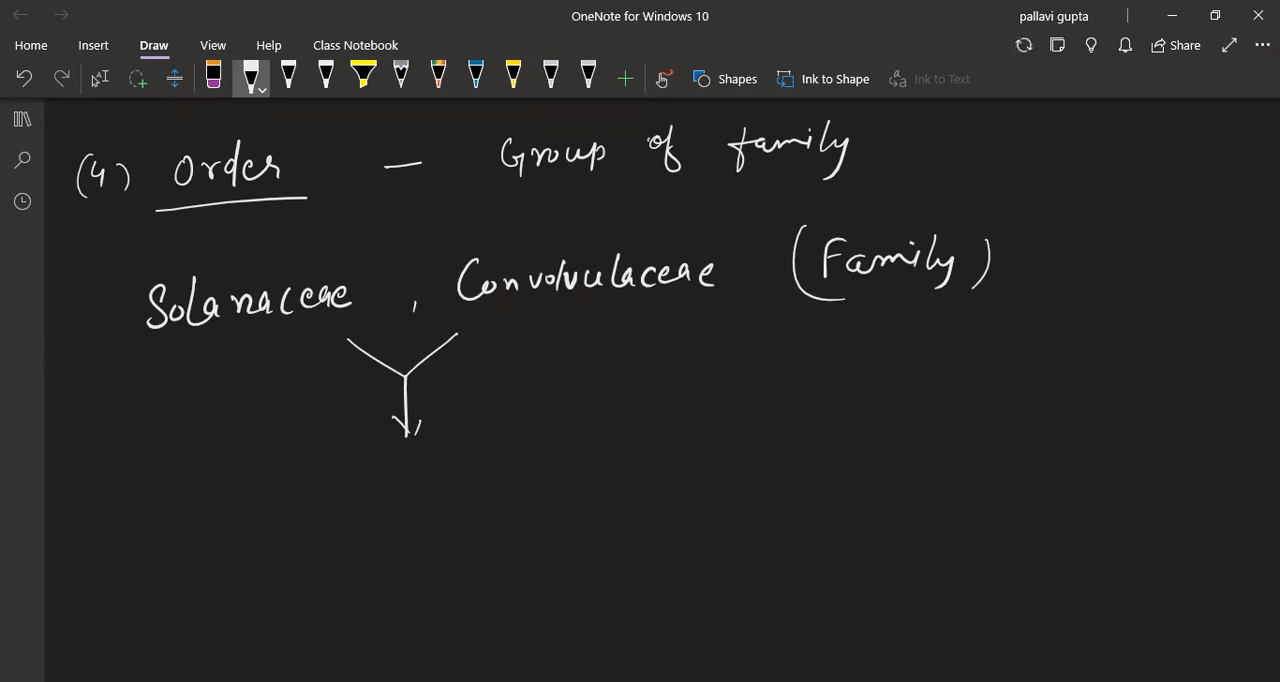 OneNote for Windows 10
pallavi gupta
Home Insert Draw View Help Class Notebook
Share
Shapes Ink to Shape Ink to Text
(4) Order — Group of family
Solanaceae , Convolvulaceae (Family)